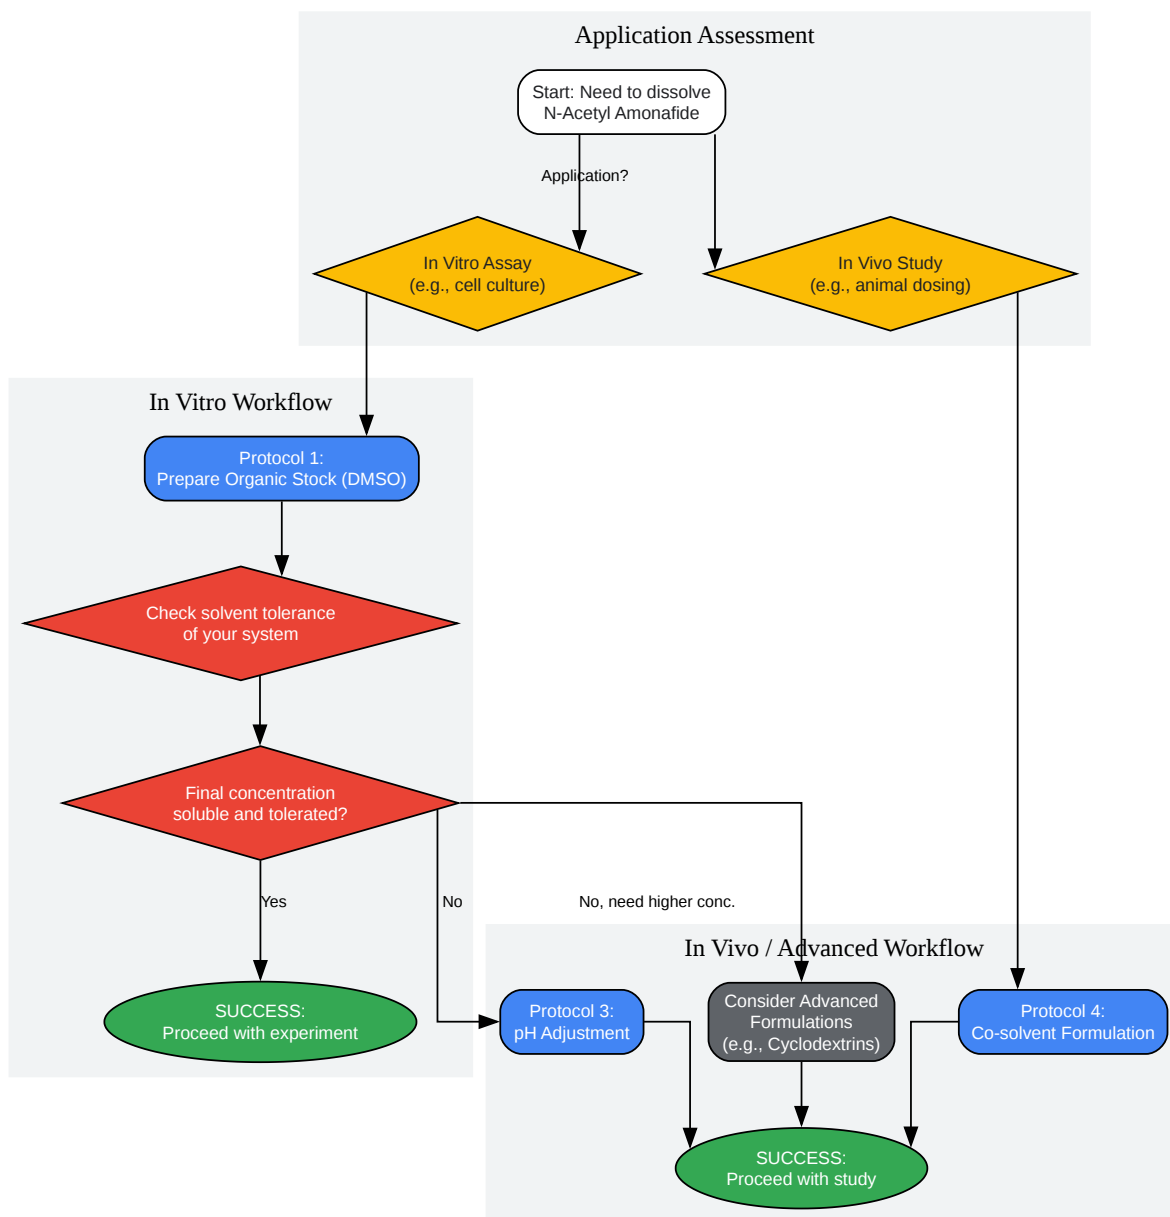 Application Assessment
Start: Need to dissolve
N-Acetyl Amonafide
Application?
In Vitro Assay
(e.g., cell culture)
In Vivo Study
(e.g., animal dosing)
In Vitro Workflow
Protocol 1:
Prepare Organic Stock (DMSO)
Check solvent tolerance
of your system
Final concentration
soluble and tolerated?
Yes
No
No, need higher conc.
SUCCESS:
Proceed with experiment
In Vivo / Advanced Workflow
Protocol 3:
pH Adjustment
Consider Advanced
Formulations
(e.g., Cyclodextrins)
Protocol 4:
Co-solvent Formulation
SUCCESS:
Proceed with study